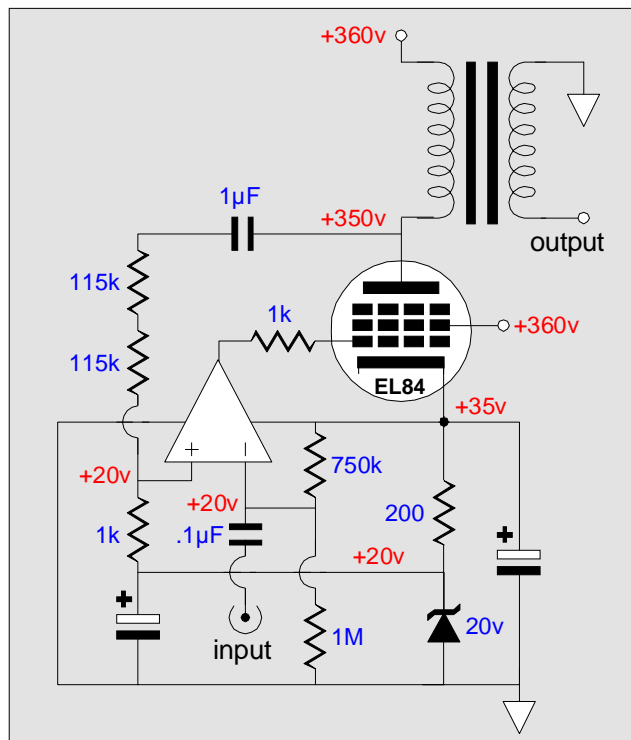 +360v
1µF
+350v
output
115k
1k
+360v
115k
EL84
+35v
+
−
+20v
750k
+20v
200
1k
.1µF
+20v
+
+
input
1M
20v